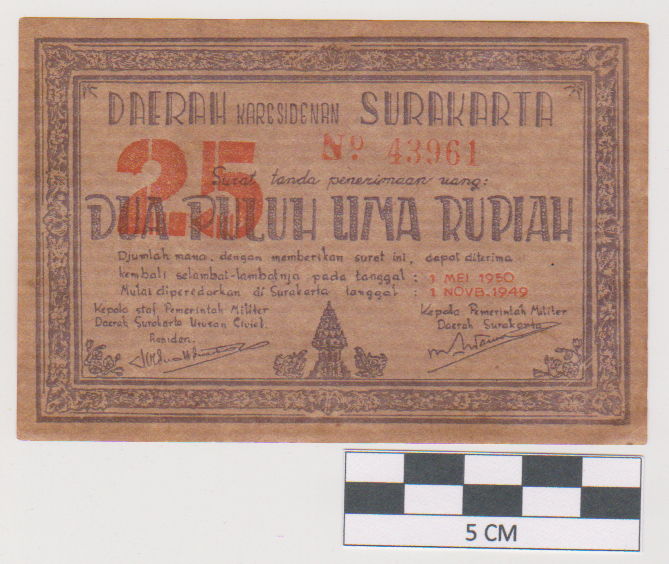 DAERAH KARESIDENAN SURAKARTA
25
No 43961
Surat tanda penerimaan uang:
DUA PULUH LIMA RUPIAH
Djumlah mana, dengan memberikan surat ini, dapat diterima
kembali selambat-lambatnja pada tanggal : 1 MEI 1950
Mulai diperedarkan di Surakarta tanggal : 1 NOVB. 1949
Kepala staf Pemerintah Militer
Daerah Surakarta Urusan Civiel.
Residen.
Kepala Pemerintah Militer
Daerah Surakarta
5 CM